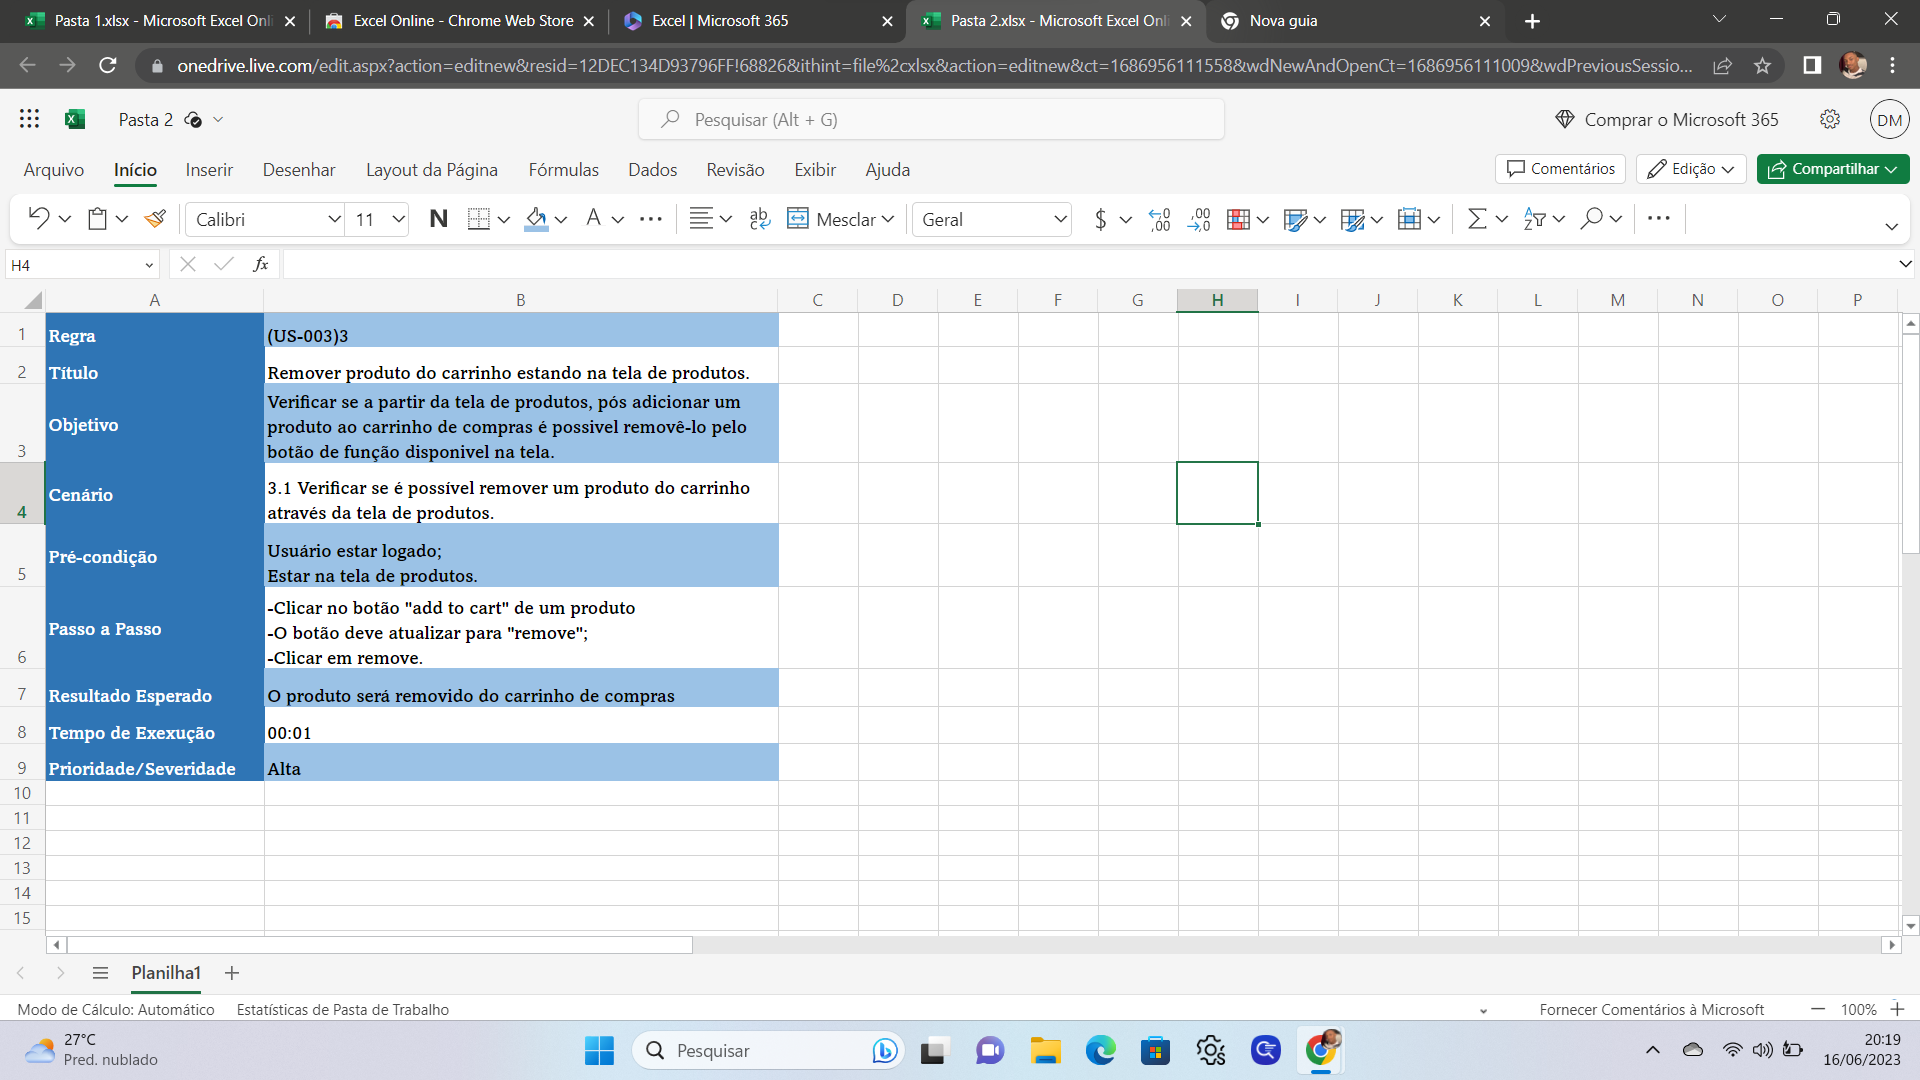 Pasta 1.xlsx - Microsoft Excel Onli
Excel Online - Chrome Web Store
Excel | Microsoft 365
Pasta 2.xlsx - Microsoft Excel Onli
Nova guia
onedrive.live.com/edit.aspx?action=editnew&resid=12DEC134D93796FF!68826&ithint=file%2cxlsx&action=editnew&ct=1686956111558&wdNewAndOpenCt=1686956111009&wdPreviousSessio...
Pasta 2
Pesquisar (Alt + G)
Comprar o Microsoft 365
DM
Arquivo Início Inserir Desenhar Layout da Página Fórmulas Dados Revisão Exibir Ajuda
Comentários
Edição
Compartilhar
Calibri 11 N A ab Mesclar Geral $
H4 fx
A B C D E F G H I J K L M N O P
1 Regra (US-003)3
2 Título Remover produto do carrinho estando na tela de produtos.
3 Objetivo Verificar se a partir da tela de produtos, pós adicionar um
produto ao carrinho de compras é possivel removê-lo pelo
botão de função disponivel na tela.
4 Cenário 3.1 Verificar se é possível remover um produto do carrinho
através da tela de produtos.
5 Pré-condição Usuário estar logado;
Estar na tela de produtos.
6 Passo a Passo -Clicar no botão "add to cart" de um produto
-O botão deve atualizar para "remove";
-Clicar em remove.
7 Resultado Esperado O produto será removido do carrinho de compras
8 Tempo de Exexução 00:01
9 Prioridade/Severidade Alta
10
11
12
13
14
15
Planilha1
Modo de Cálculo: Automático Estatísticas de Pasta de Trabalho
Fornecer Comentários à Microsoft
100%
27°C
Pred. nublado
Pesquisar
20:19
16/06/2023